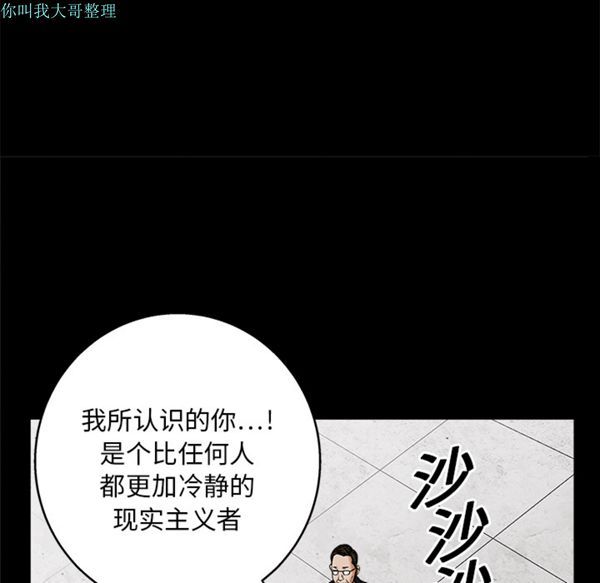 你叫我大哥整理
我所认识的你...!
是个比任何人
都更加冷静的
现实主义者
沙
沙
沙